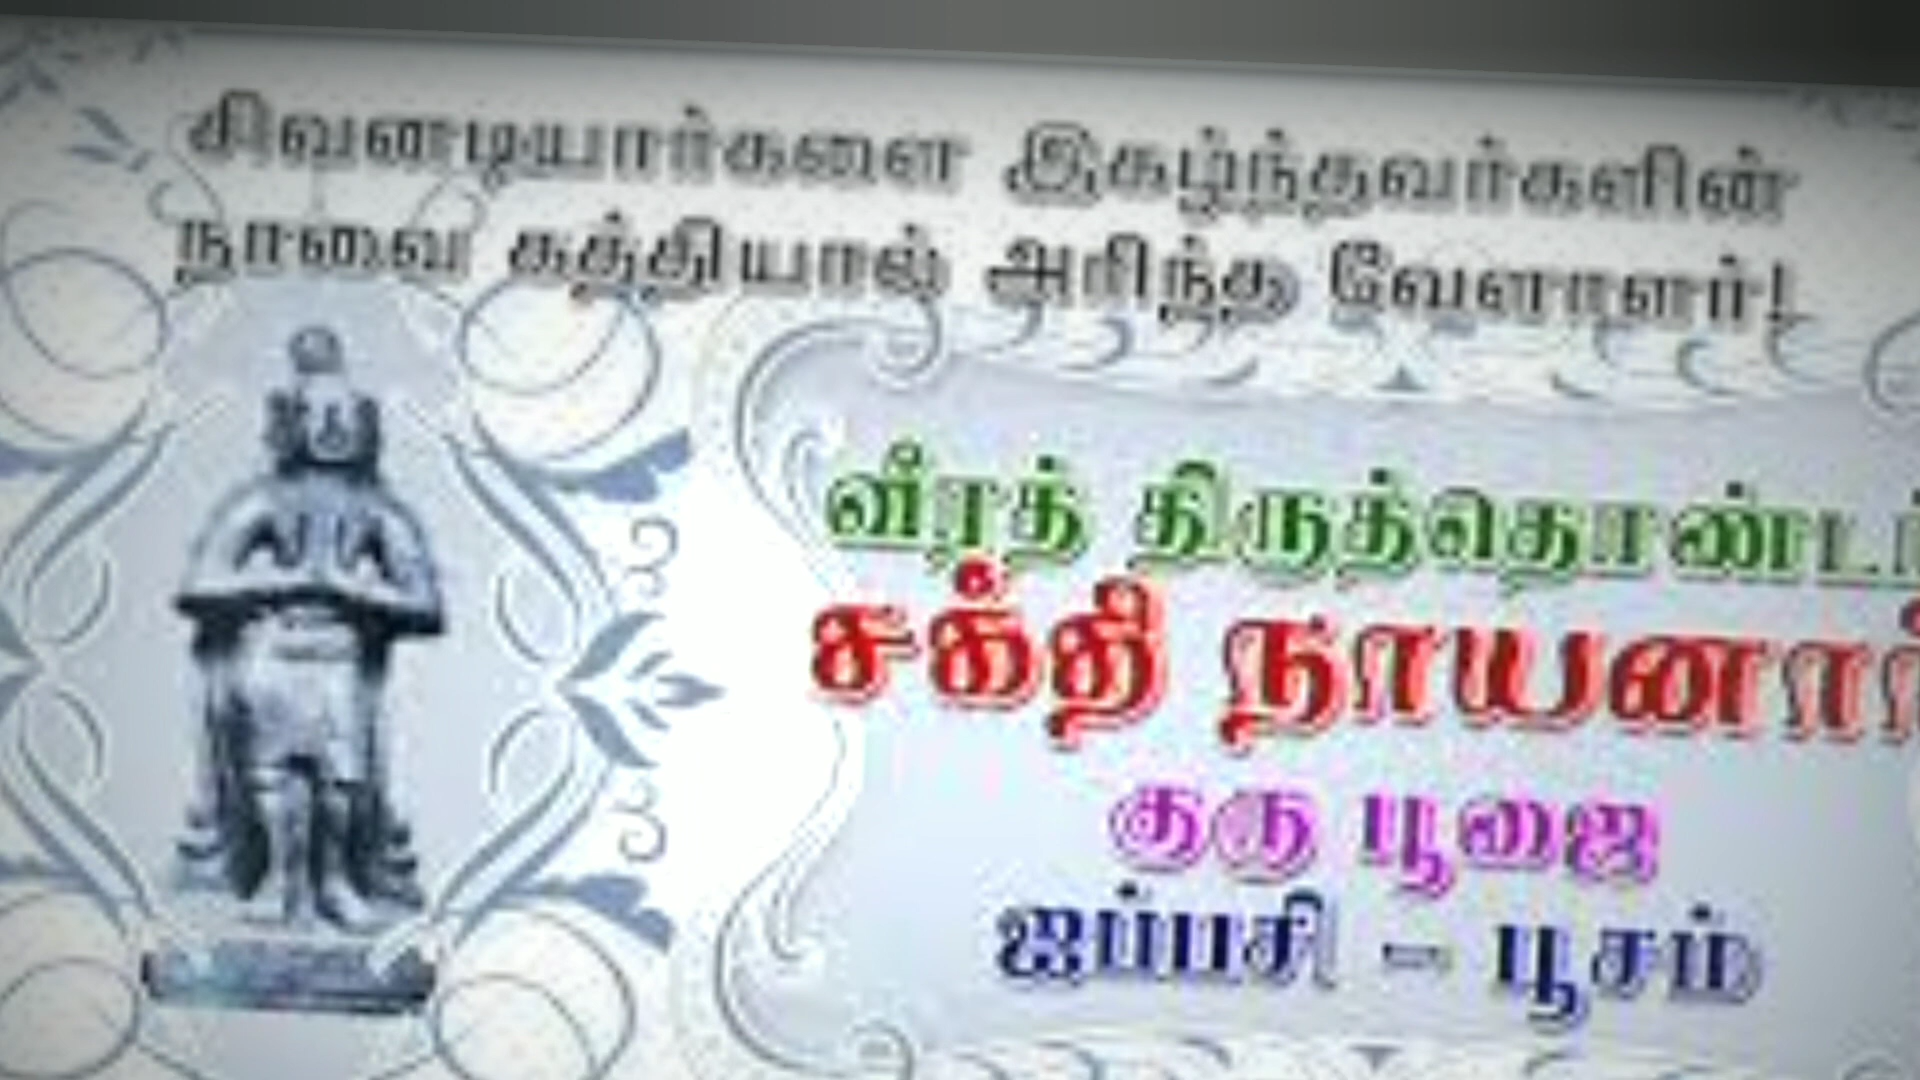 சிவனடியார்களை இகழ்ந்தவர்களின்
நாவை கத்தியால் அரிந்த வேளாளர்!
வீரத் திருத்தொண்டர்
சக்தி நாயனார்
குரு பூஜை
ஐப்பசி - பூசம்